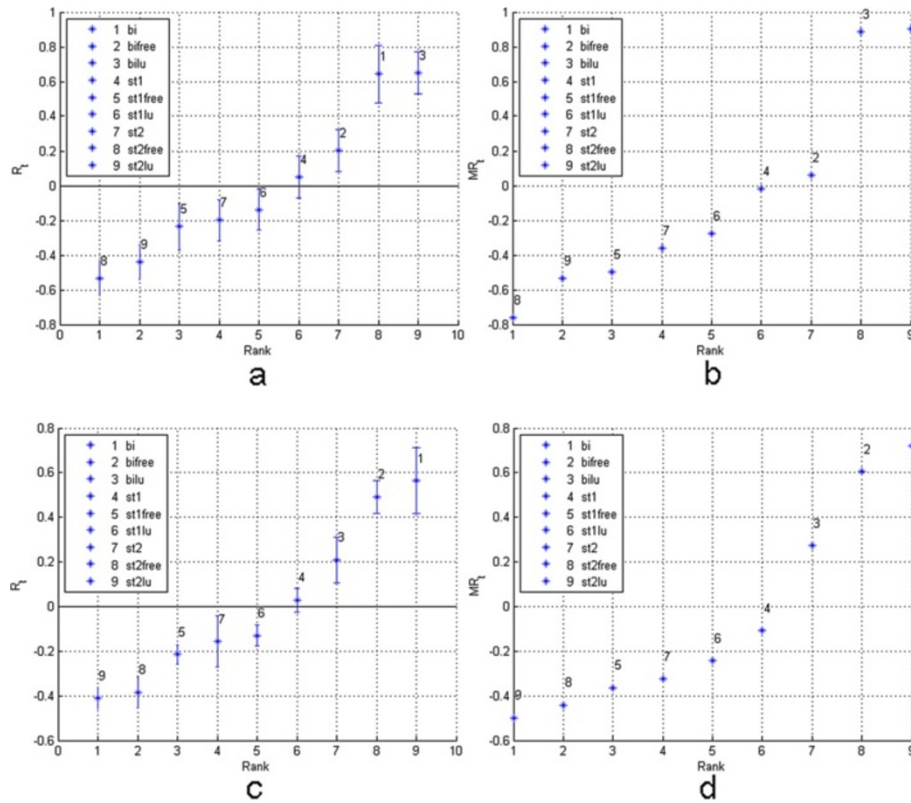 1 bi
2 bifree
3 bilu
4 st1
5 st1free
6 st1lu
7 st2
8 st2free
9 st2lu
1
0.8
0.6
0.4
0.2
0
-0.2
-0.4
-0.6
-0.8
R_t
8
9
5
7
6
4
2
1
3
0 1 2 3 4 5 6 7 8 9 10
Rank
a
1 bi
2 bifree
3 bilu
4 st1
5 st1free
6 st1lu
7 st2
8 st2free
9 st2lu
1
0.8
0.6
0.4
0.2
0
-0.2
-0.4
-0.6
-0.8
MR_t
8
9
5
7
6
4
2
3
1 2 3 4 5 6 7 8 9
Rank
b
1 bi
2 bifree
3 bilu
4 st1
5 st1free
6 st1lu
7 st2
8 st2free
9 st2lu
0.8
0.6
0.4
0.2
0
-0.2
-0.4
-0.6
R_t
9
8
5
7
6
4
3
2
1
0 1 2 3 4 5 6 7 8 9 10
Rank
c
1 bi
2 bifree
3 bilu
4 st1
5 st1free
6 st1lu
7 st2
8 st2free
9 st2lu
0.8
0.6
0.4
0.2
0
-0.2
-0.4
-0.6
MR_t
9
8
5
7
6
4
3
2
1 2 3 4 5 6 7 8 9
Rank
d